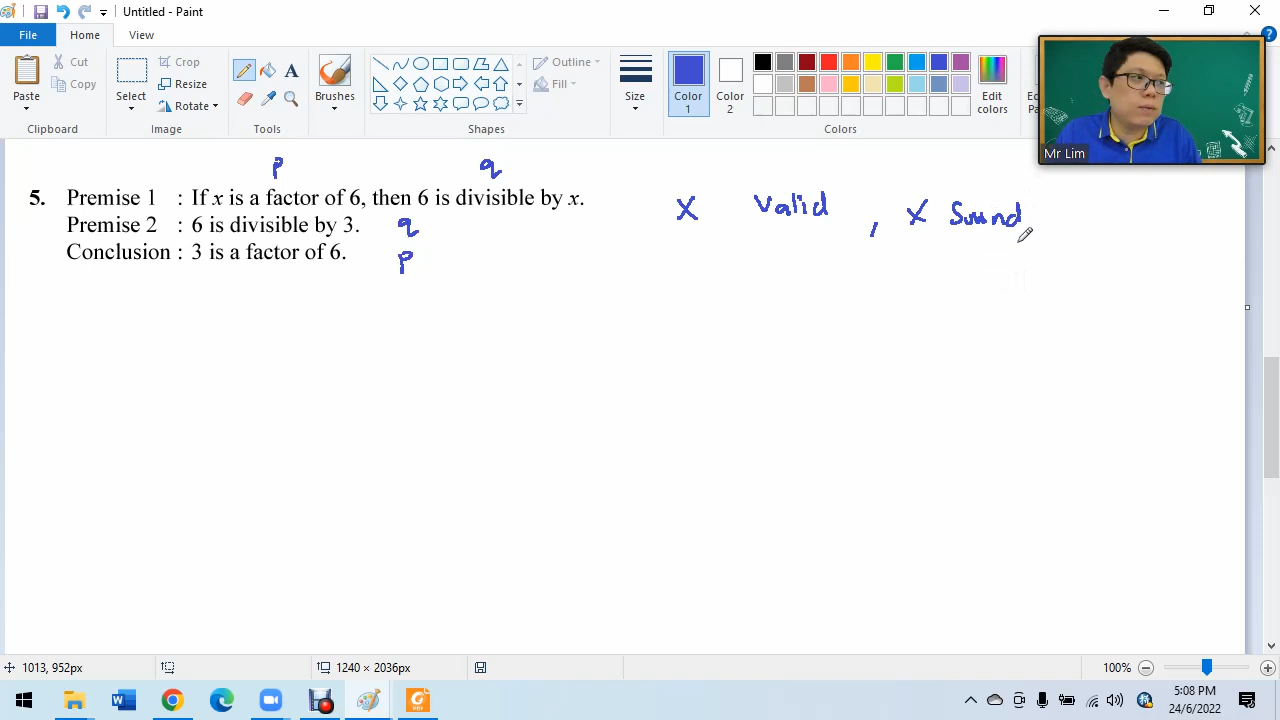 Untitled - Paint
File Home View
Paste Cut Copy Clipboard
Select Crop Resize Rotate Image
Tools
Brushes
Outline Fill Shapes
Size
Color 1 Color 2 Edit colors Colors
Mr Lim
p q
5. Premise 1 : If x is a factor of 6, then 6 is divisible by x.
Premise 2 : 6 is divisible by 3. q
Conclusion : 3 is a factor of 6. p
X Valid , X Sound
1013, 952px 1240 × 2036px 100%
5:08 PM
24/6/2022